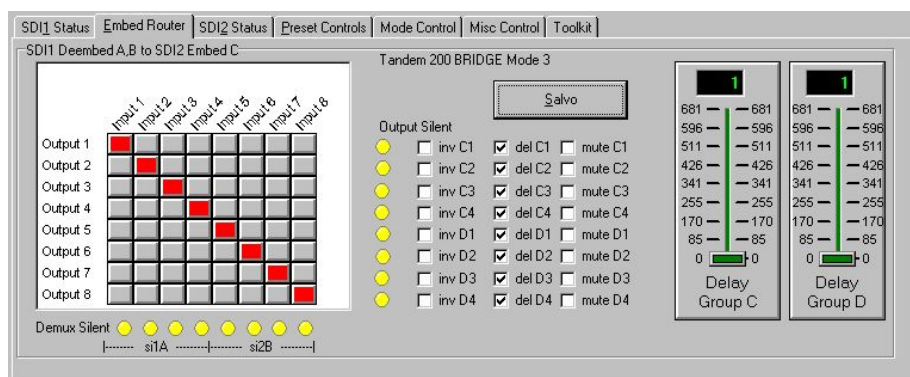 SDI1 Status Embed Router SDI2 Status Preset Controls Mode Control Misc Control Toolkit
SDI1 Deembed A,B to SDI2 Embed C
Input 1 Input 2 Input 3 Input 4 Input 5 Input 6 Input 7 Input 8
Output 1
Output 2
Output 3
Output 4
Output 5
Output 6
Output 7
Output 8
Demux Silent
|-------- si1A --------|-------- si2B --------|
Tandem 200 BRIDGE Mode 3
Salvo
Output Silent
inv C1 del C1 mute C1
inv C2 del C2 mute C2
inv C3 del C3 mute C3
inv C4 del C4 mute C4
inv D1 del D1 mute D1
inv D2 del D2 mute D2
inv D3 del D3 mute D3
inv D4 del D4 mute D4
1
681 681
596 596
511 511
426 426
341 341
255 255
170 170
85 85
0 0
Delay
Group C
1
681 681
596 596
511 511
426 426
341 341
255 255
170 170
85 85
0 0
Delay
Group D